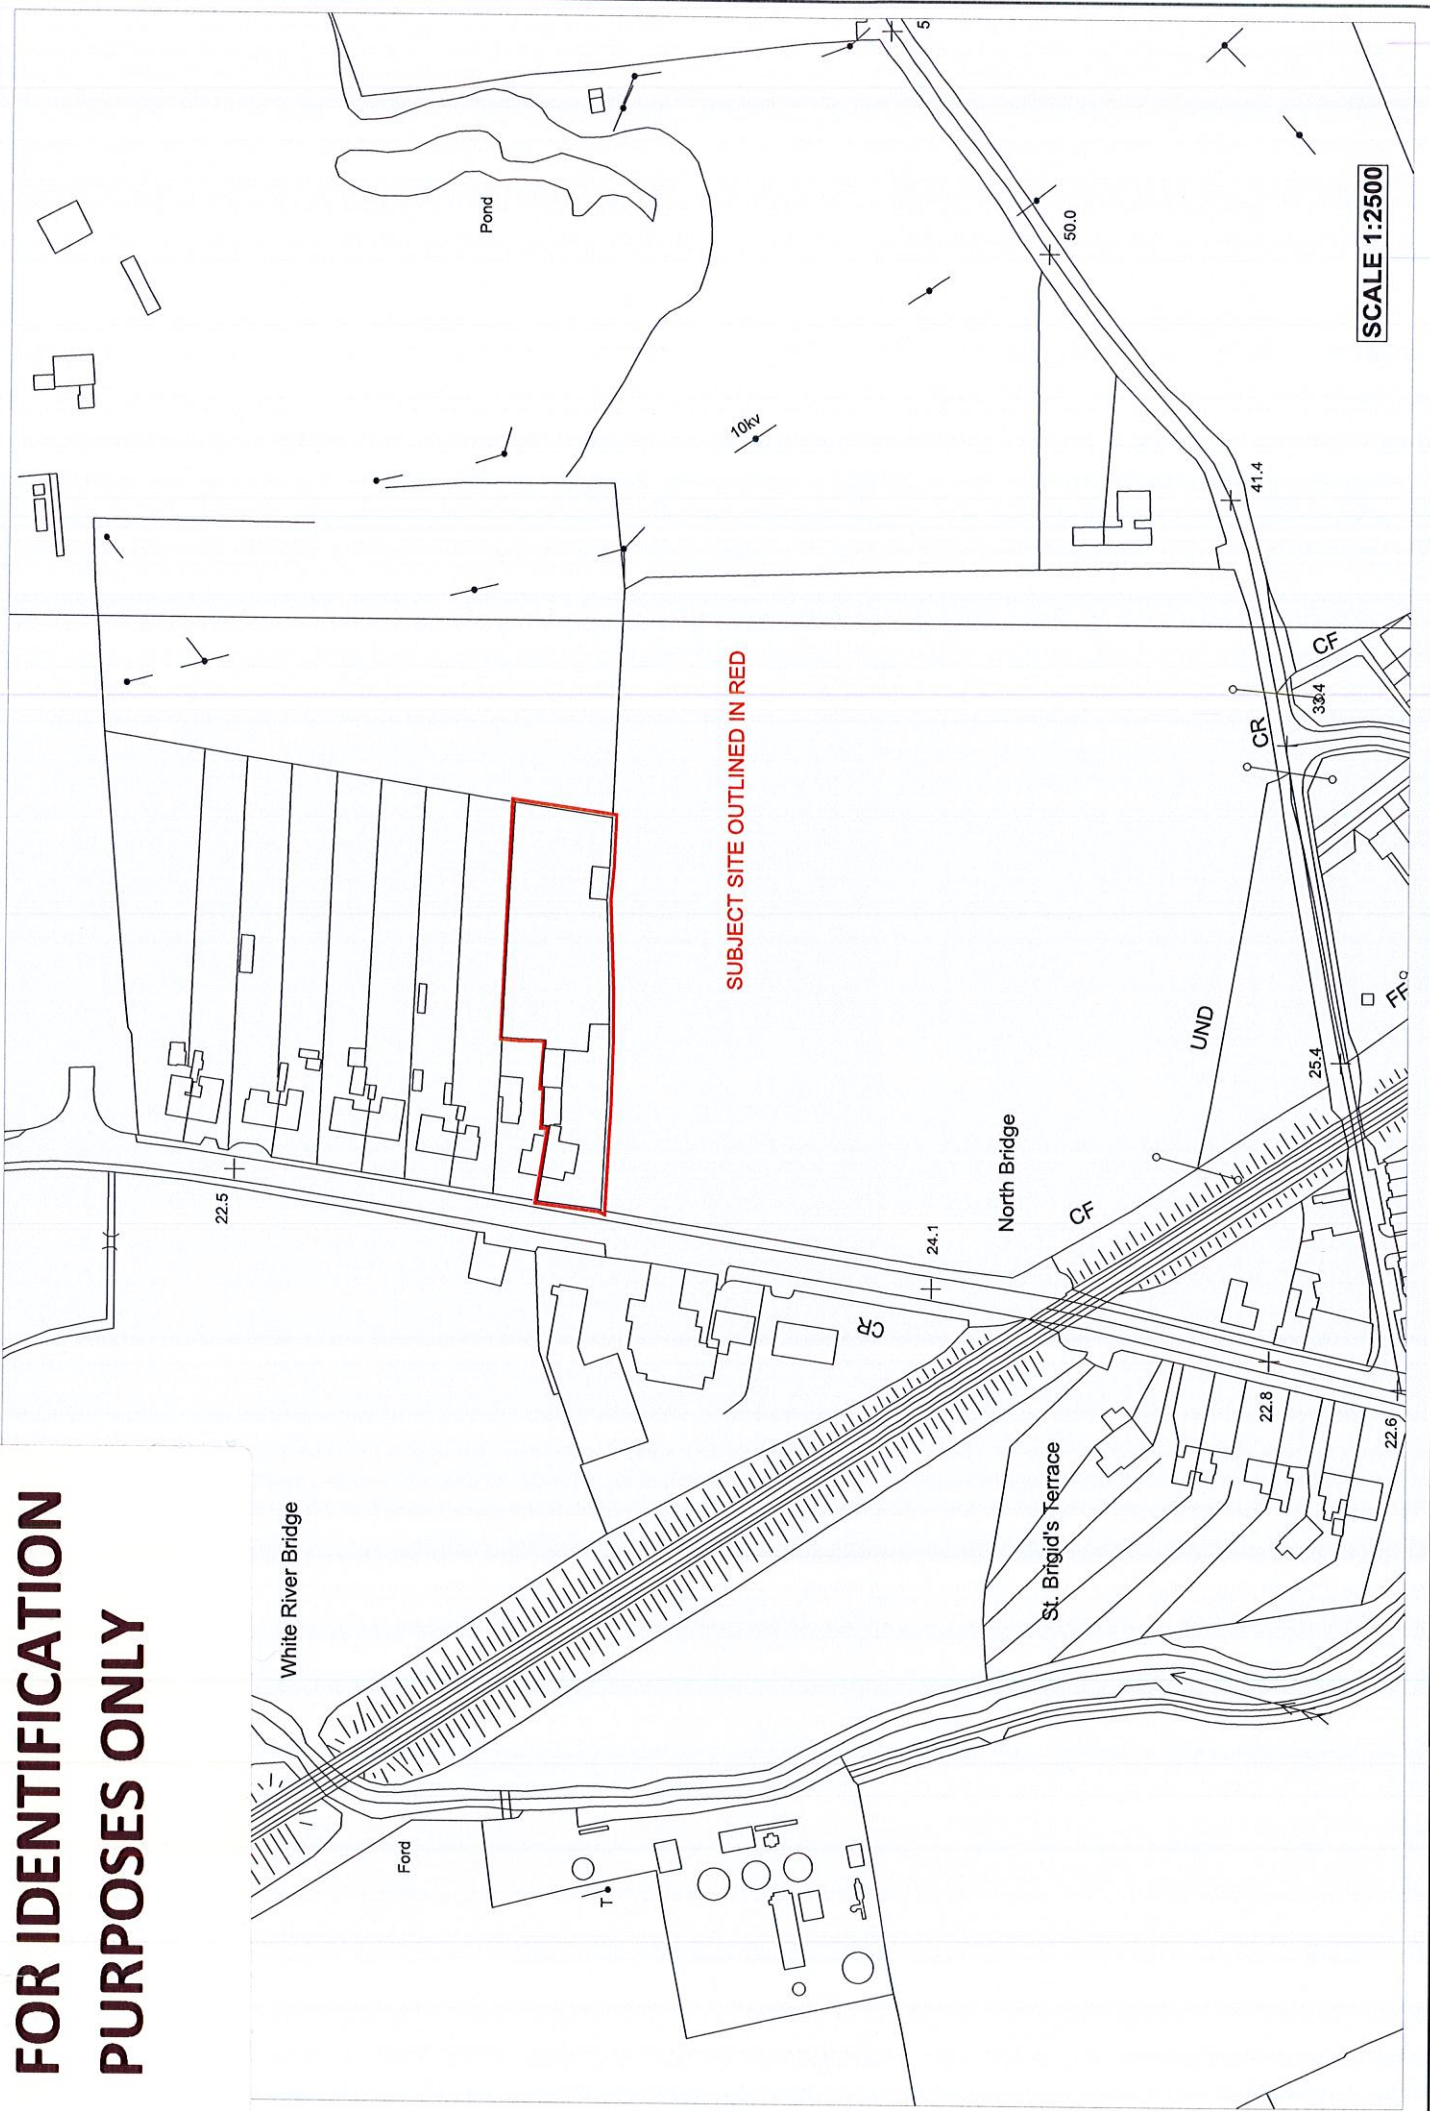 FOR IDENTIFICATION
PURPOSES ONLY
White River Bridge
Ford
T
22.5
Pond
10kv
SUBJECT SITE OUTLINED IN RED
5
50.0
41.4
CF
33.4
CR
UND
FF
25.4
North Bridge
CF
24.1
CR
St. Brigid's Terrace
22.8
22.6
SCALE 1:2500